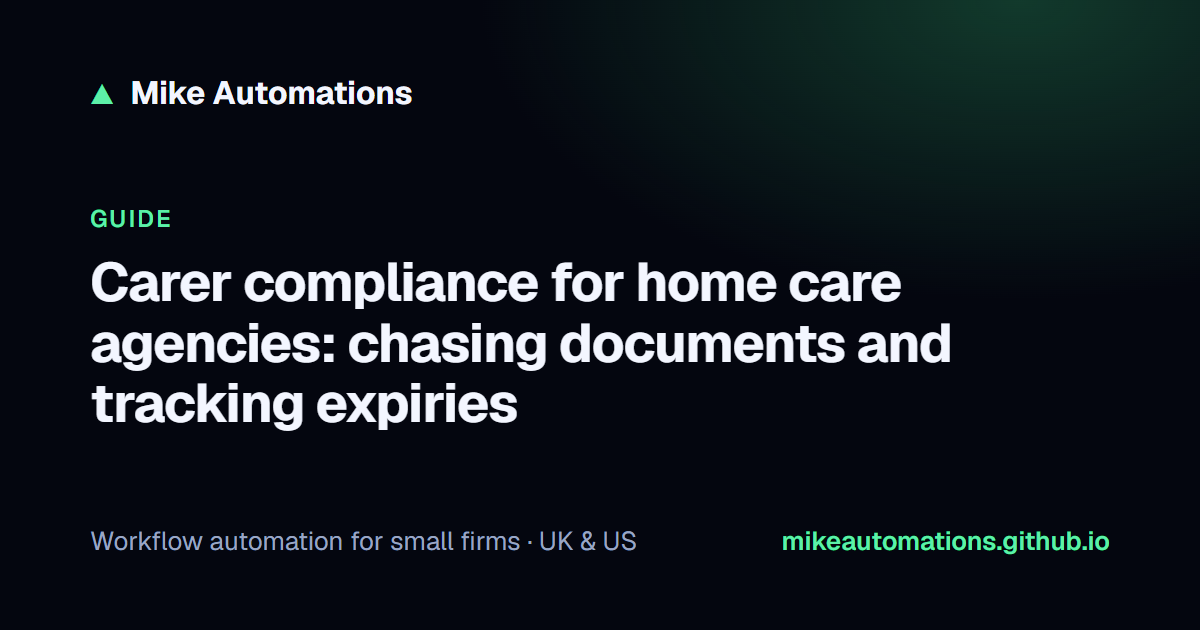 Mike Automations
GUIDE
Carer compliance for home care
agencies: chasing documents and
tracking expiries
Workflow automation for small firms · UK & US
mikeautomations.github.io